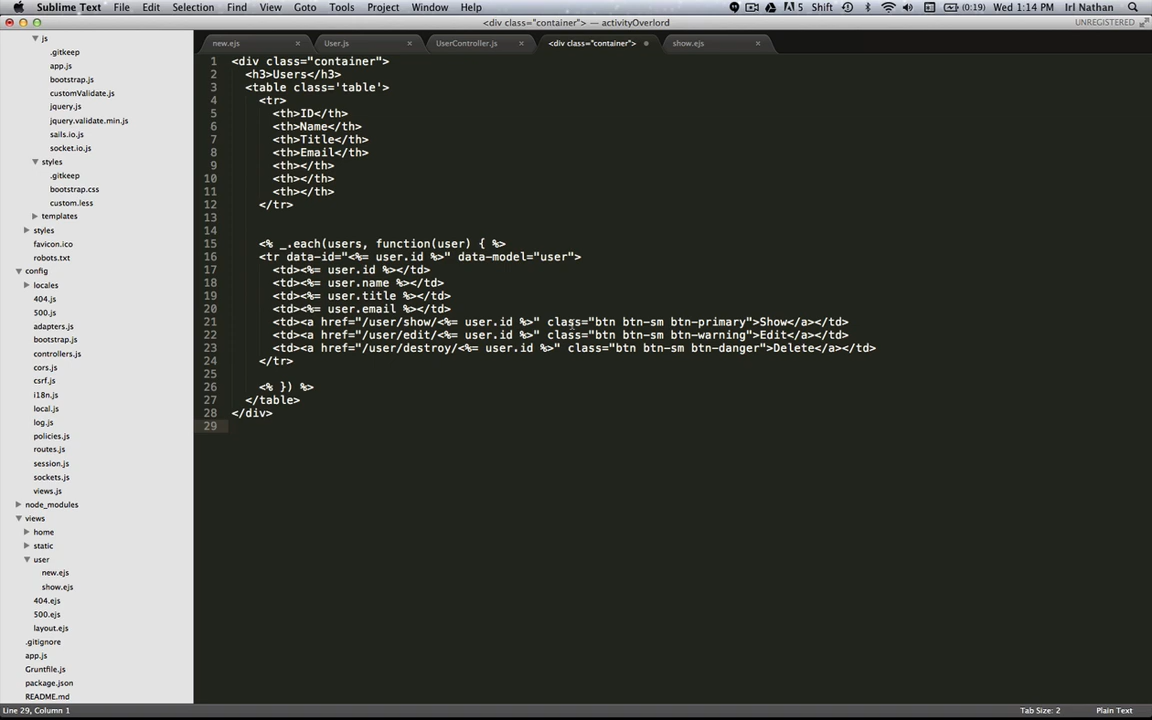 Sublime Text File Edit Selection Find View Goto Tools Project Window Help 5 Shift (0:19) Wed 1:14 PM Irl Nathan
<div class="container"> — activityOverlord UNREGISTERED
new.ejs × User.js × UserController.js × <div class="container"> show.ejs ×
js
.gitkeep
app.js
bootstrap.js
customValidate.js
jquery.js
jquery.validate.min.js
sails.io.js
socket.io.js
styles
.gitkeep
bootstrap.css
custom.less
templates
styles
favicon.ico
robots.txt
config
locales
404.js
500.js
adapters.js
bootstrap.js
controllers.js
cors.js
csrf.js
i18n.js
local.js
log.js
policies.js
routes.js
session.js
sockets.js
views.js
node_modules
views
home
static
user
new.ejs
show.ejs
404.ejs
500.ejs
layout.ejs
.gitignore
app.js
Gruntfile.js
package.json
README.md
1 <div class="container">
2 <h3>Users</h3>
3 <table class='table'>
4 <tr>
5 <th>ID</th>
6 <th>Name</th>
7 <th>Title</th>
8 <th>Email</th>
9 <th></th>
10 <th></th>
11 <th></th>
12 </tr>
13
14
15 <% _.each(users, function(user) { %>
16 <tr data-id="<%= user.id %>" data-model="user">
17 <td><%= user.id %></td>
18 <td><%= user.name %></td>
19 <td><%= user.title %></td>
20 <td><%= user.email %></td>
21 <td><a href="/user/show/<%= user.id %>" class="btn btn-sm btn-primary">Show</a></td>
22 <td><a href="/user/edit/<%= user.id %>" class="btn btn-sm btn-warning">Edit</a></td>
23 <td><a href="/user/destroy/<%= user.id %>" class="btn btn-sm btn-danger">Delete</a></td>
24 </tr>
25
26 <% }) %>
27 </table>
28 </div>
29
Line 29, Column 1 Tab Size: 2 Plain Text